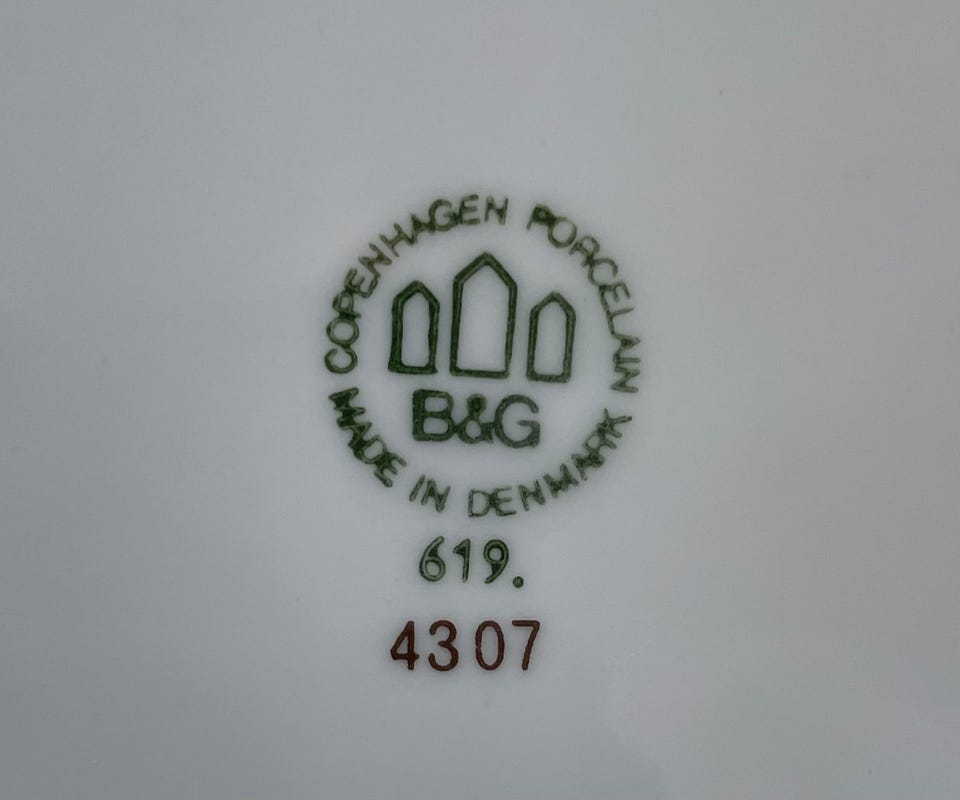 COPENHAGEN PORCELAIN
B&G
MADE IN DENMARK
619.
4307